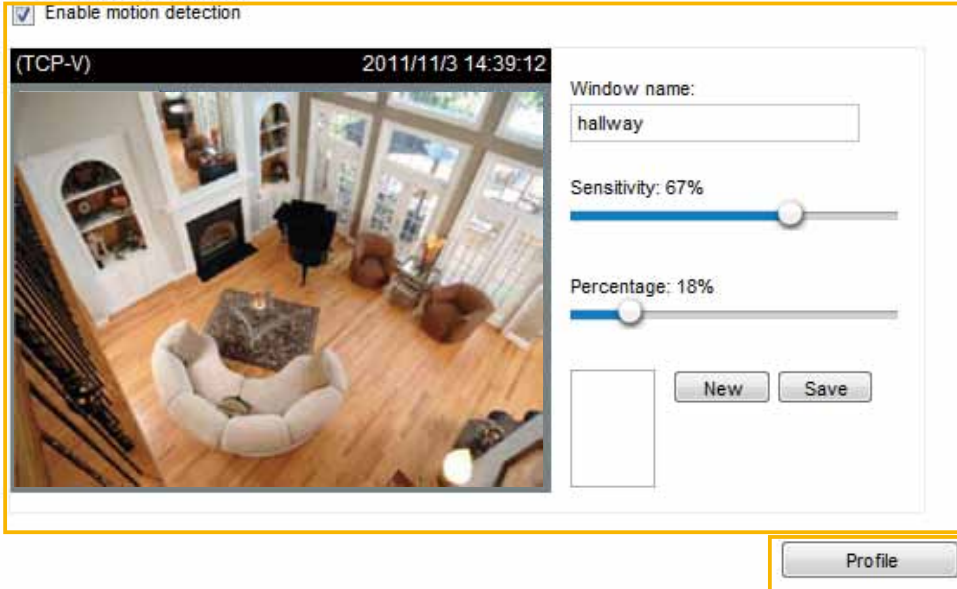 Enable motion detection
(TCP-V) 2011/11/3 14:39:12
Window name:
hallway
Sensitivity: 67%
Percentage: 18%
New Save
Profile